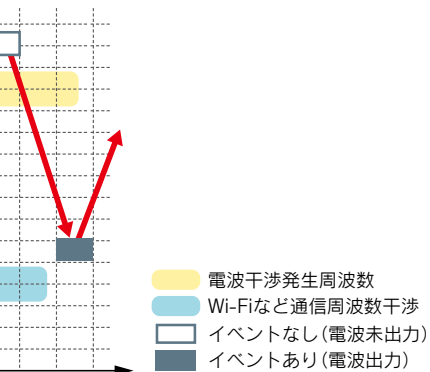 電波干渉発生周波数
Wi-Fiなど通信周波数干渉
イベントなし(電波未出力)
イベントあり(電波出力)